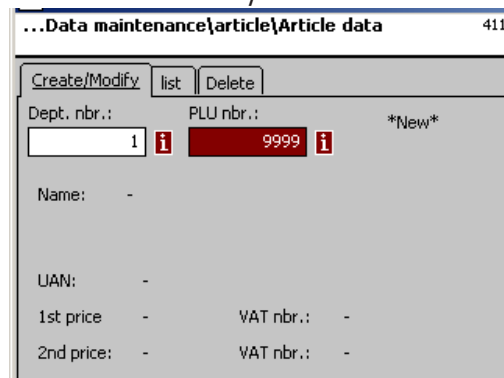 ...Data maintenance\article\Article data 411
Create/Modify list Delete
Dept. nbr.: PLU nbr.: *New*
1 i 9999 i
Name: -
UAN: -
1st price - VAT nbr.: -
2nd price: - VAT nbr.: -